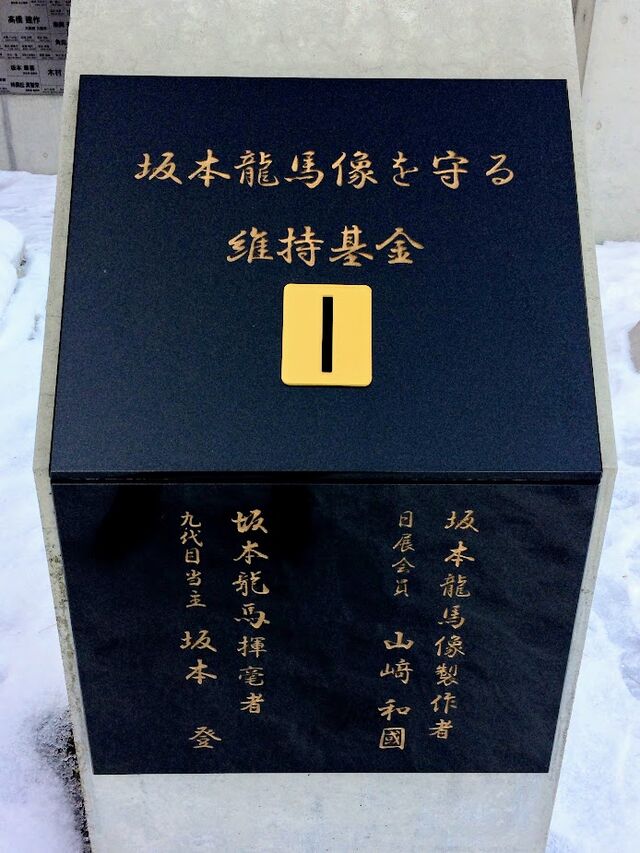 坂本龍馬像を守る
維持基金
坂本龍馬像製作者
日展会員 山﨑和國
坂本龍馬揮毫者
九代目当主 坂本登